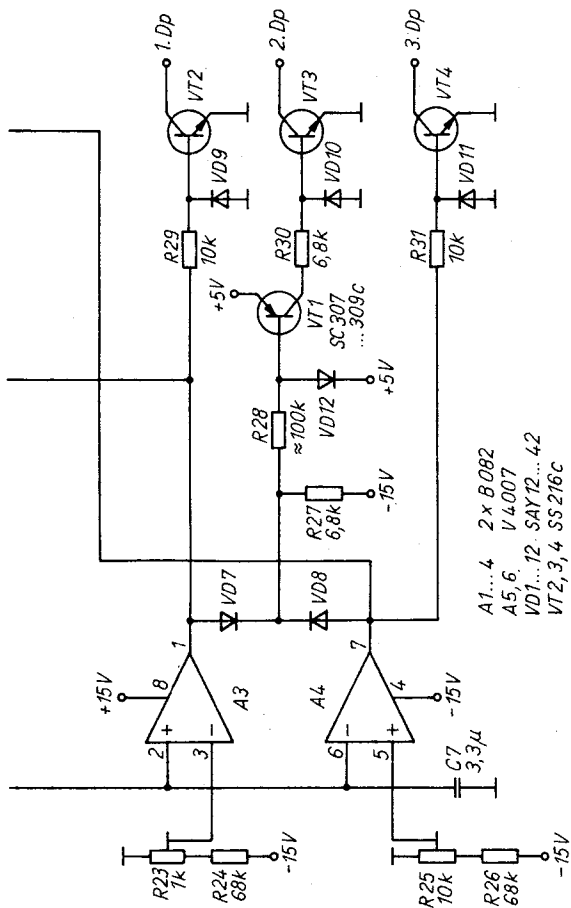 1. Dp
VT2
VD9
R29
10k
2. Dp
VT3
VD10
R30
6,8k
+5V
VT1
SC307
...309c
R28
≈100k
VD12
+5V
R27
6,8k
-15V
3. Dp
VT4
VD11
R31
10k
VD7
VD8
+15V
8
1
2
+
3
-
A3
A4
6
-
5
+
7
4
-15V
C7
3,3µ
R23
1k
R24
68k
-15V
R25
10k
R26
68k
-15V
A1...4 2x B082
A5,6 V4007
VD1...12 SAY12...42
VT2,3,4 SS216c